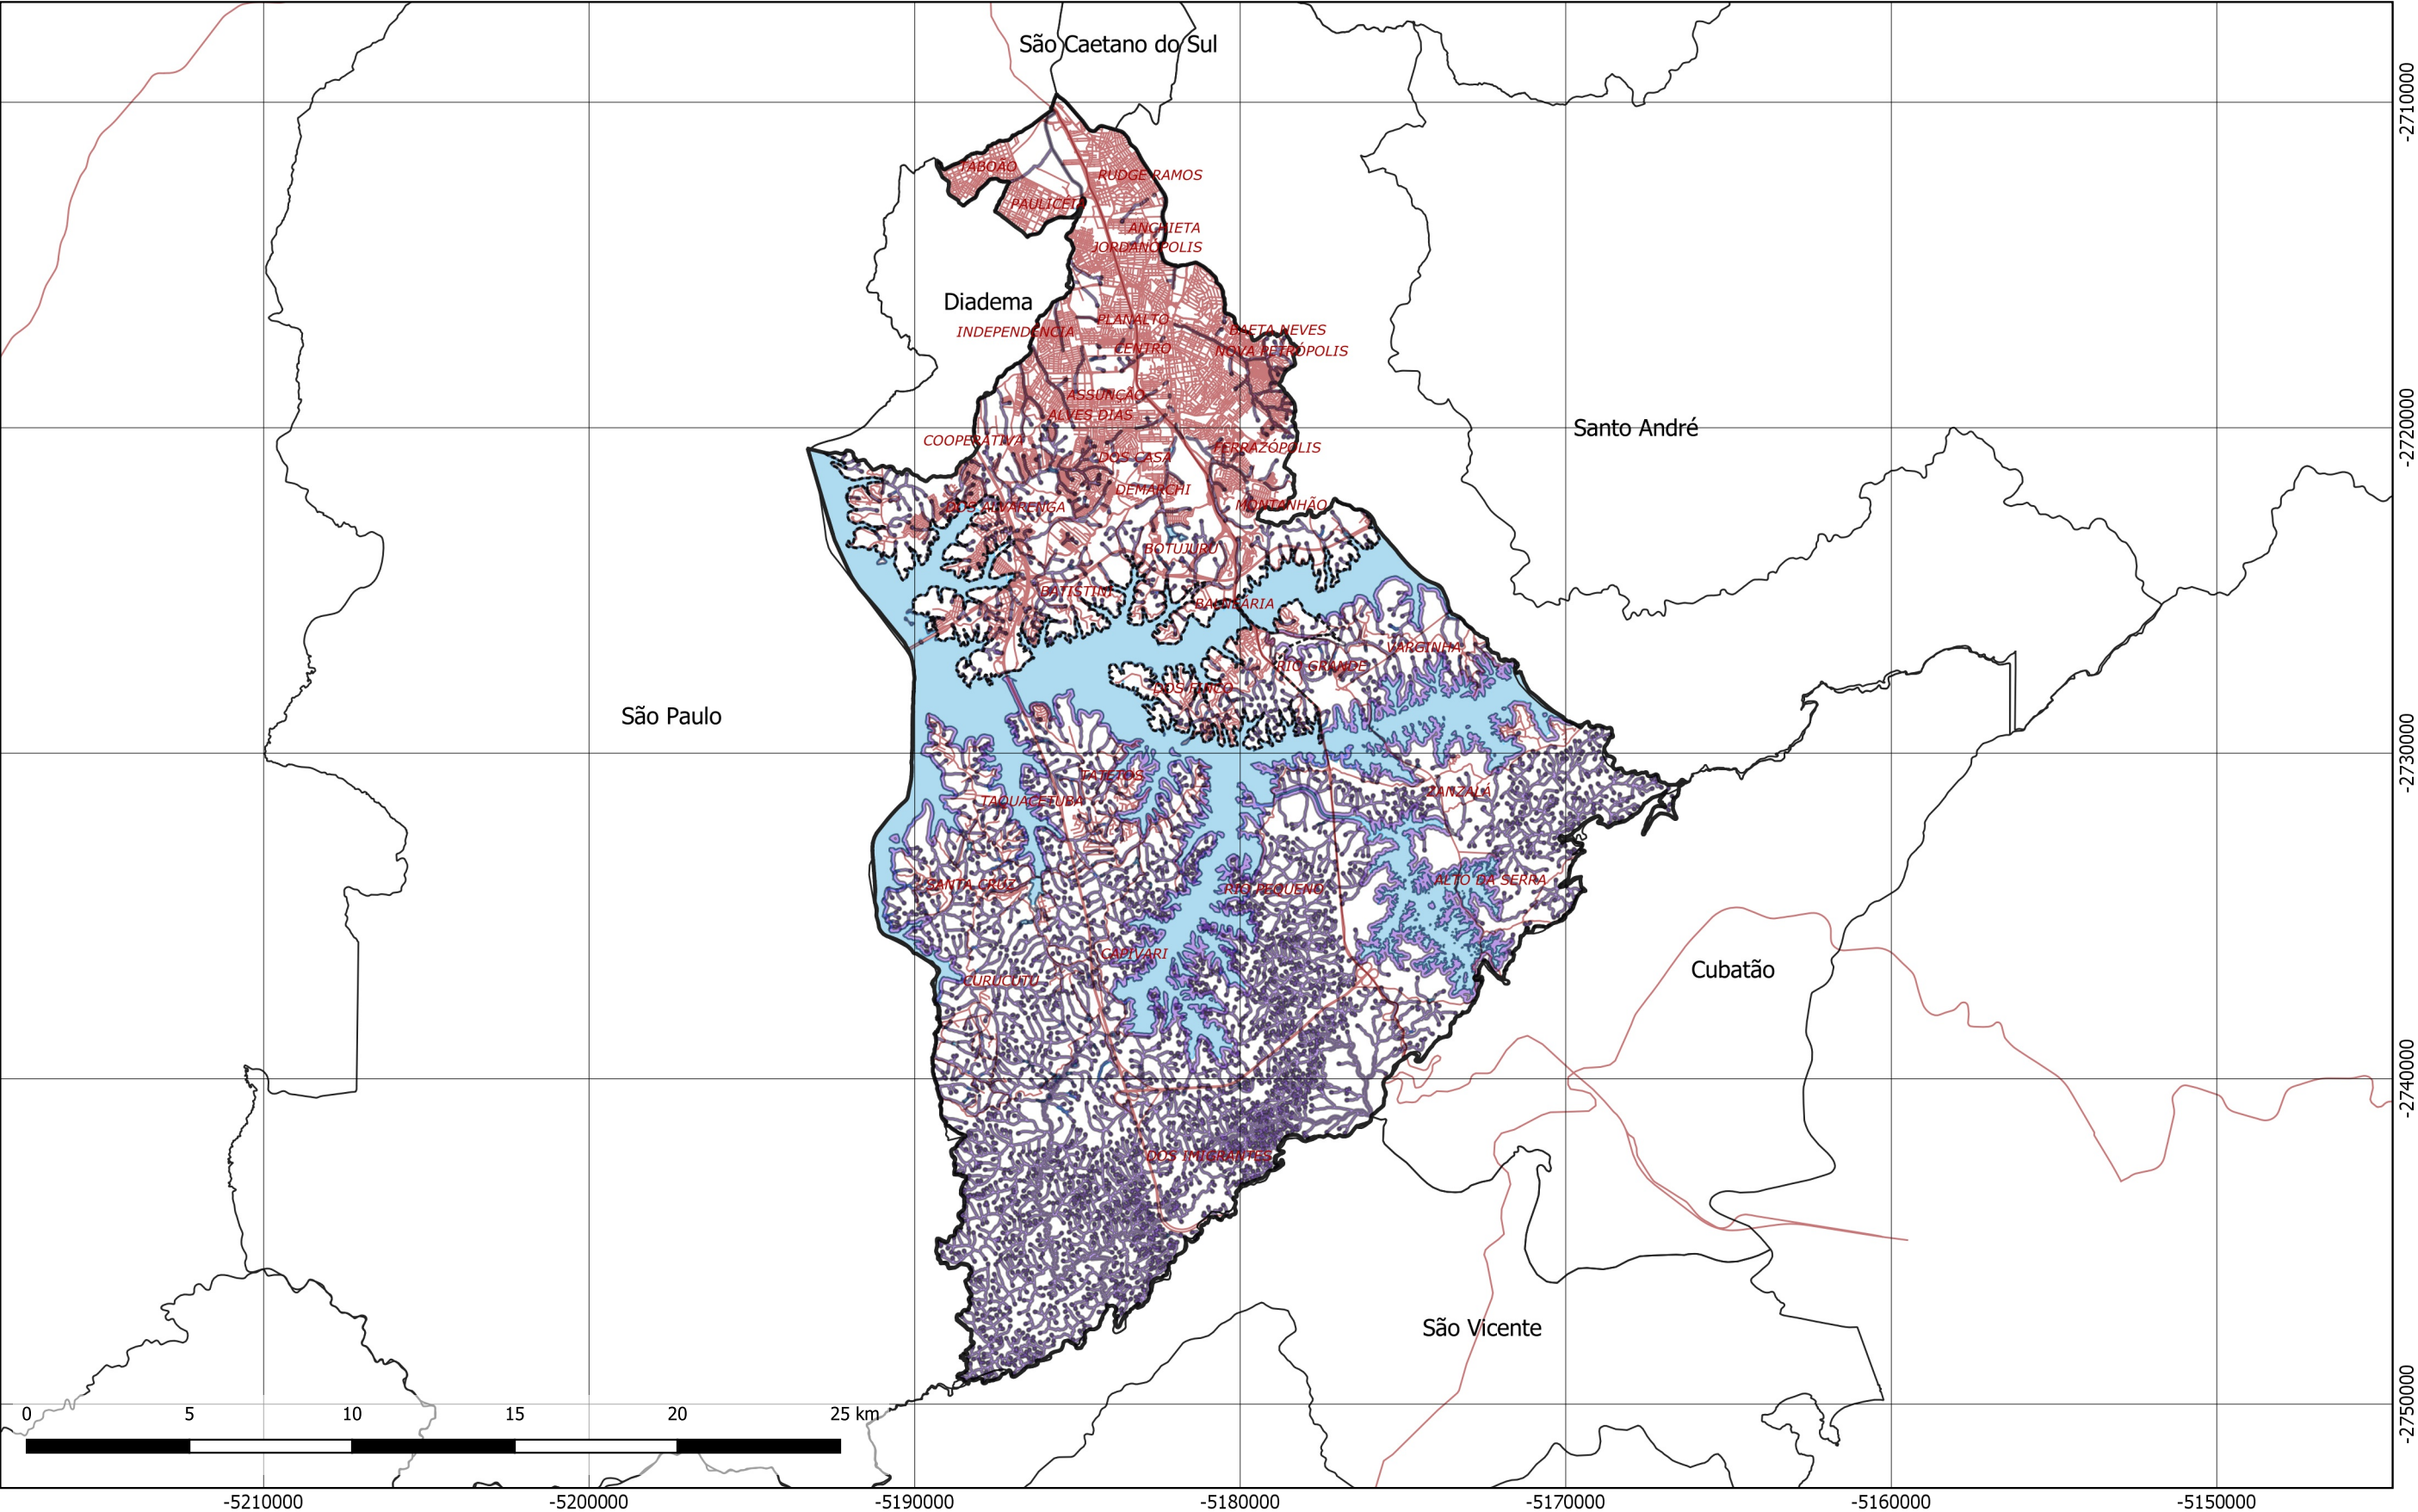 São Caetano do Sul
-2710000
TABOÃO
RUDGE RAMOS
PAULICEIA
ANCHIETA
JORDANÓPOLIS
Diadema
PLANALTO
INDEPENDÊNCIA
BAETA NEVES
CENTRO
NOVA PETRÓPOLIS
ASSUNÇÃO
ALVES DIAS
Santo André
-2720000
COOPERATIVA
FERRAZÓPOLIS
DOS CASA
DEMARCHI
DOS ALVARENGA
MONTANHÃO
BOTUJURU
BATISTINI
BALNEÁRIA
VARGINHA
RIO GRANDE
DOS FINCO
São Paulo
-2730000
TATETOS
ZANZALÁ
TAQUACETUBA
ALTO DA SERRA
SANTA CRUZ
RIO PEQUENO
CAPIVARI
Cubatão
CURUCUTU
-2740000
DOS IMIGRANTES
São Vicente
-2750000
0 5 10 15 20 25 km
-5210000 -5200000 -5190000 -5180000 -5170000 -5160000 -5150000